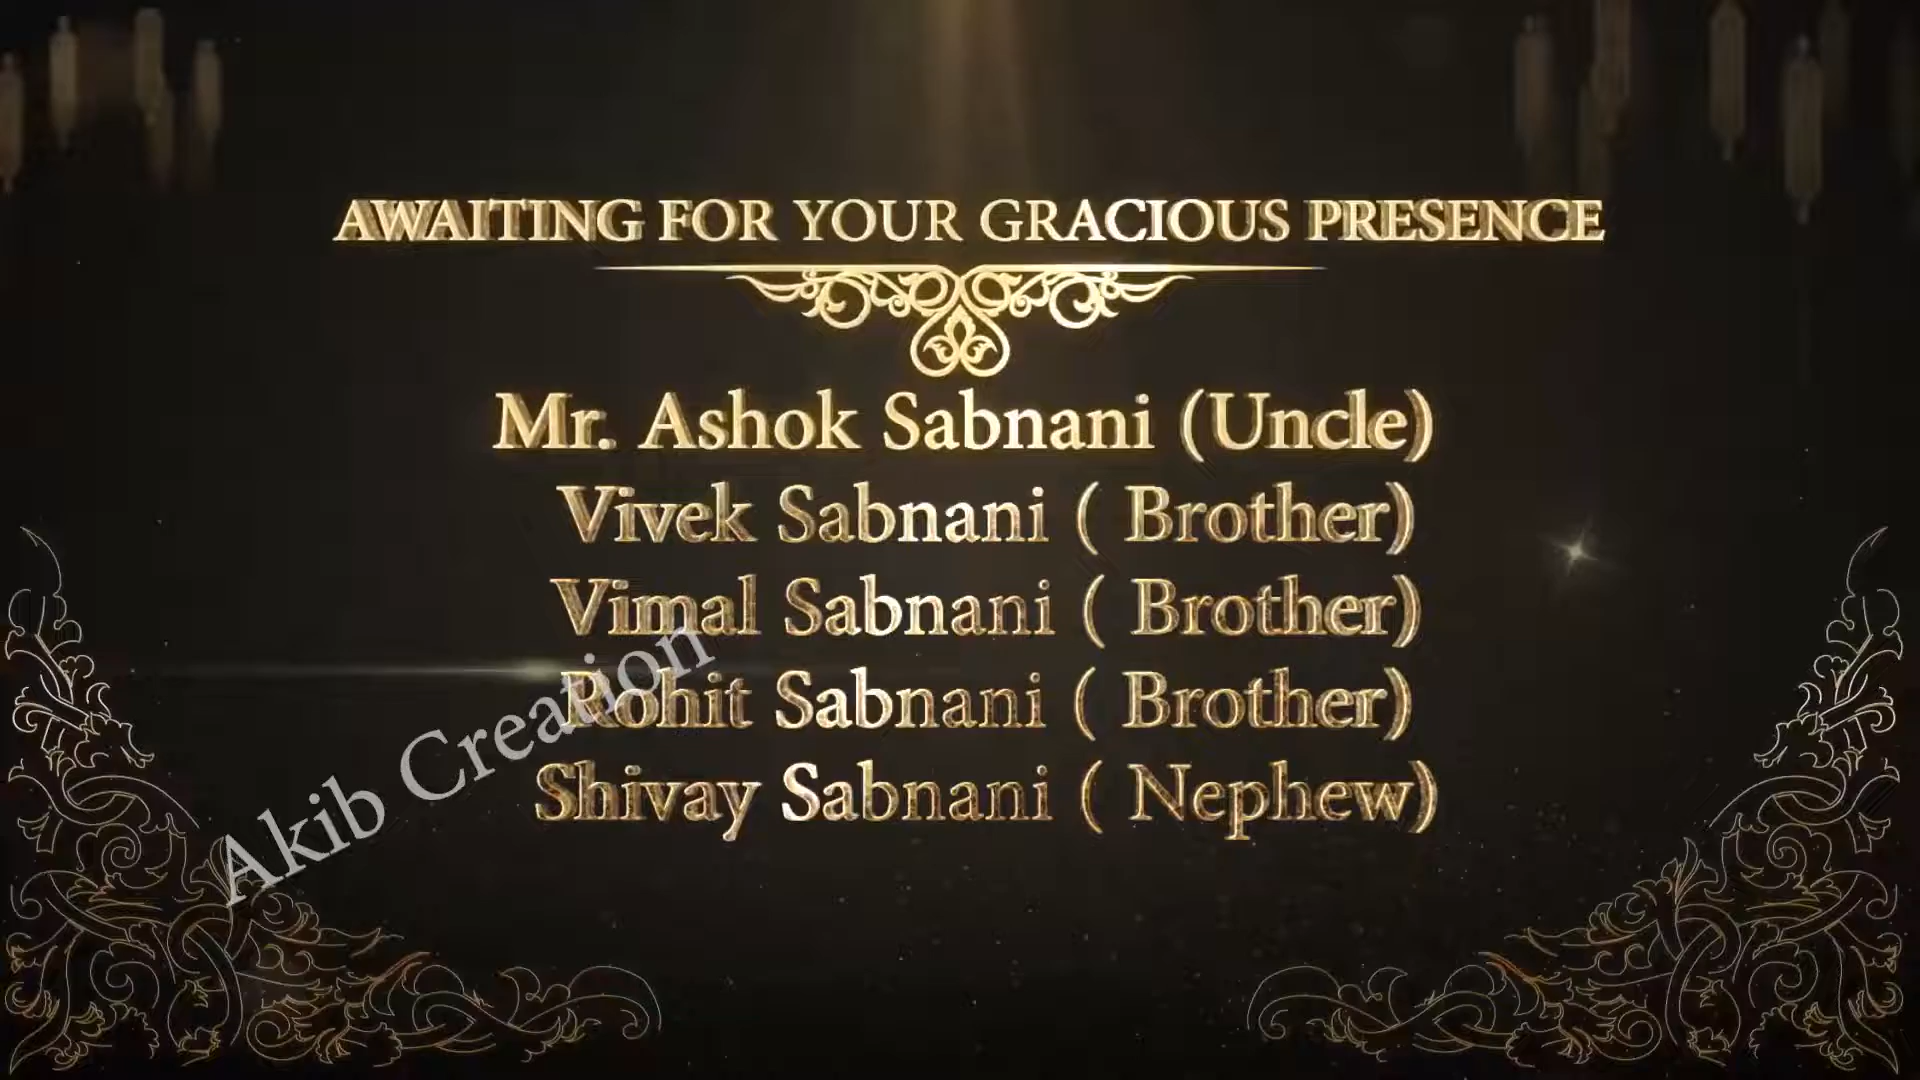 AWAITING FOR YOUR GRACIOUS PRESENCE
Mr. Ashok Sabnani (Uncle)
Vivek Sabnani ( Brother)
Vimal Sabnani ( Brother)
Rohit Sabnani ( Brother)
Shivay Sabnani ( Nephew)
Akib Creation